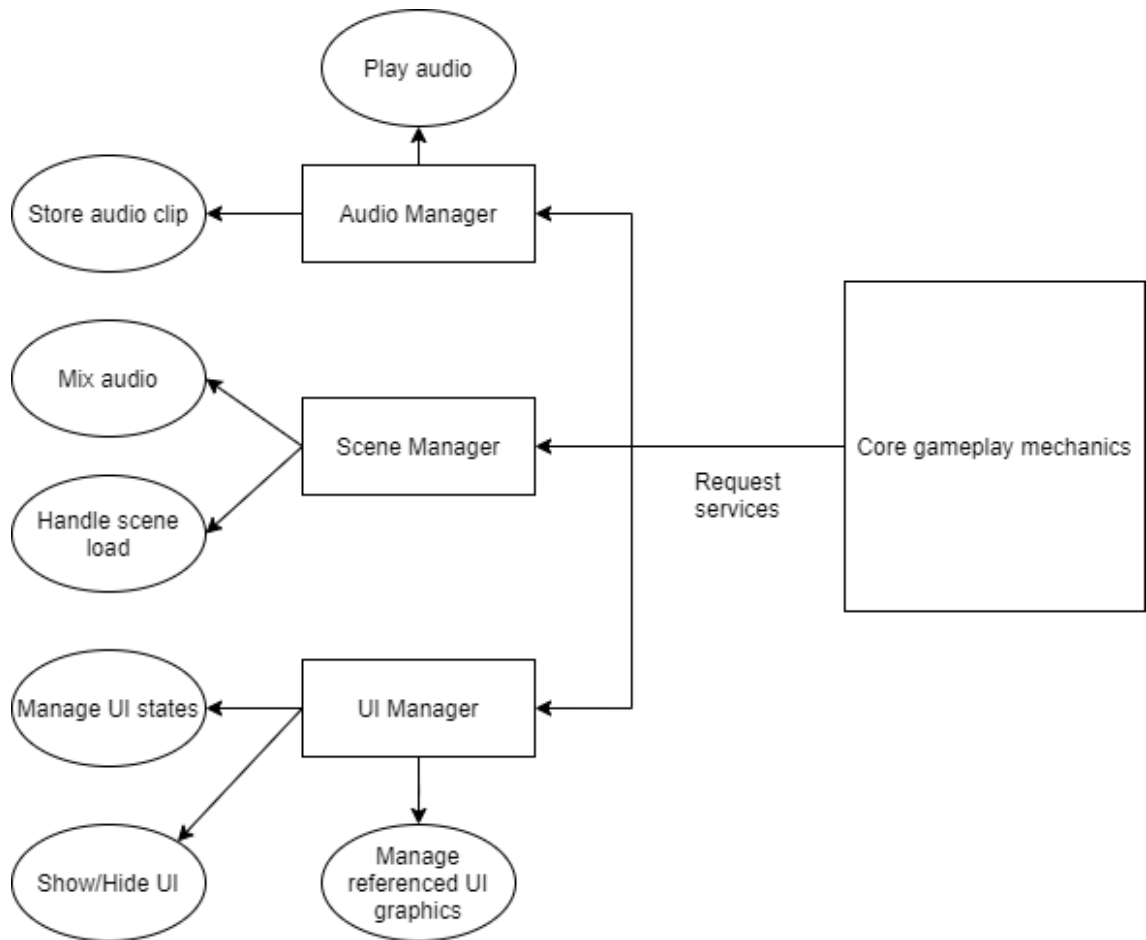 Play audio
Store audio clip
Audio Manager
Mix audio
Scene Manager
Core gameplay mechanics
Request
services
Handle scene
load
Manage UI states
UI Manager
Show/Hide UI
Manage
referenced UI
graphics